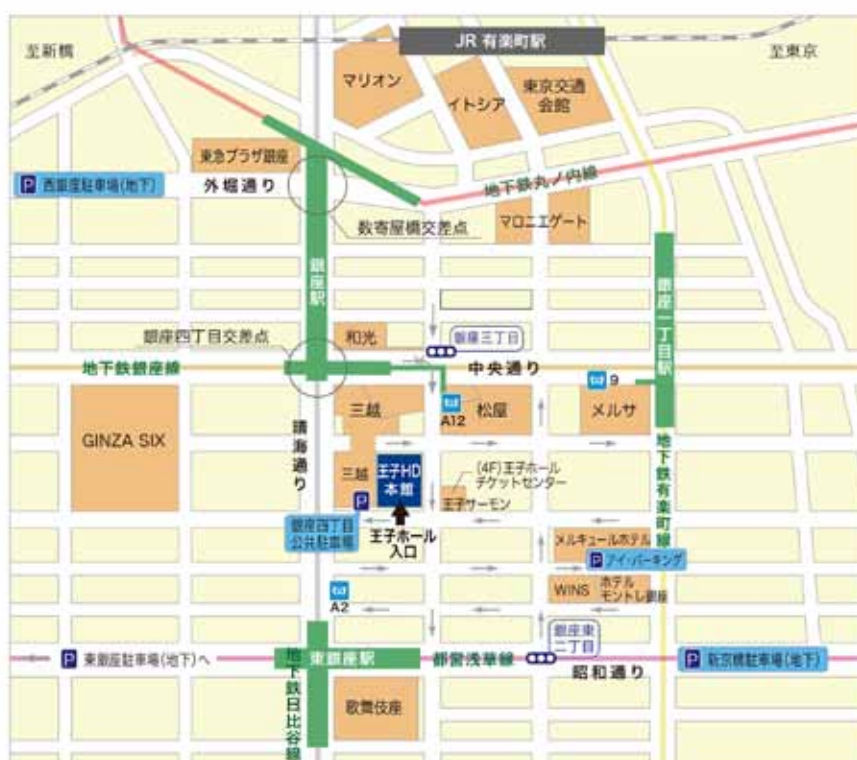 JR 有楽町駅
至新橋
至東京
マリオン
イトシア
東京交通
会館
東急プラザ銀座
P 西銀座駐車場(地下)
外堀通り
地下鉄丸ノ内線
数寄屋橋交差点
マロニエゲート
銀座駅
銀座一丁目駅
銀座四丁目交差点
和光
銀座三丁目
地下鉄銀座線
中央通り
9
三越
A12
松屋
メルサ
GINZA SIX
晴海通り
三越
王子HD
本館
(4F)王子ホール
チケットセンター
王子サーモン
地下鉄有楽町線
P
銀座四丁目
公共駐車場
王子ホール
入口
メルキュールホテル
P アイ・パーキング
A2
WINS
ホテル
モントレ銀座
銀座東
二丁目
P 東銀座駐車場(地下)へ
東銀座駅
都営浅草線
昭和通り
P 新京橋駐車場(地下)
地下鉄日比谷線
歌舞伎座